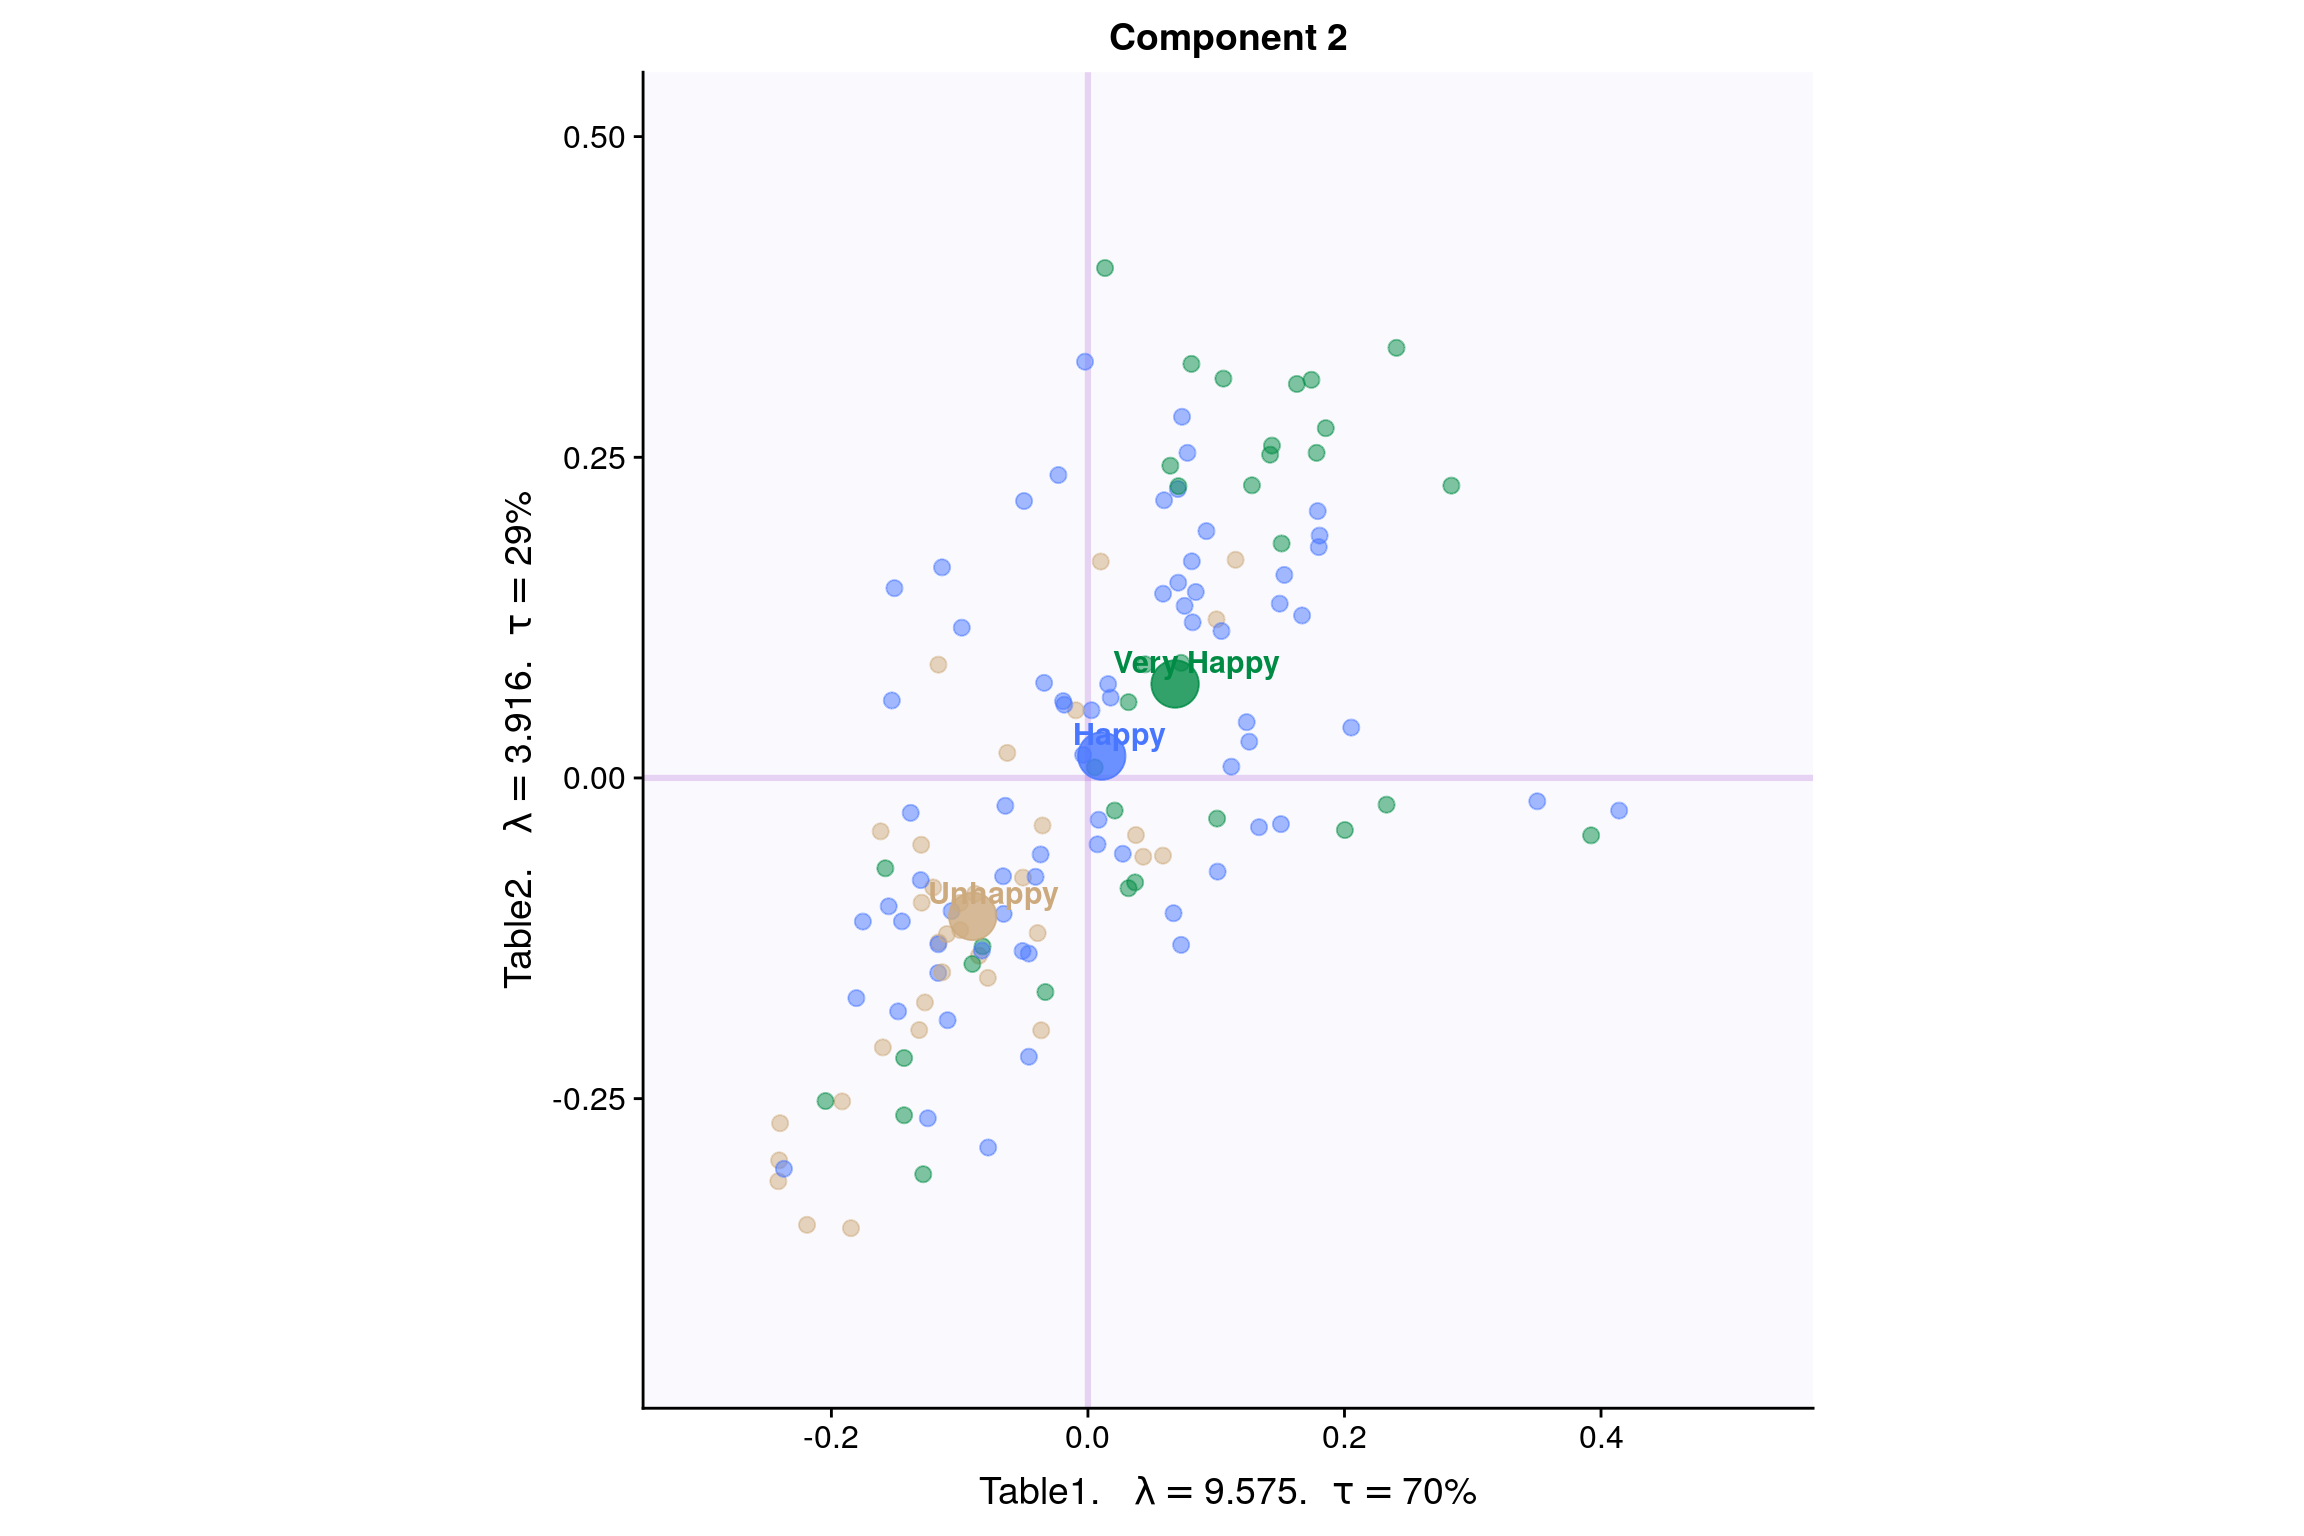 Component 2
0.50
0.25
0.00
-0.25
Table2.   λ = 3.916.  τ = 29%
Very Happy
Happy
Unhappy
-0.2
0.0
0.2
0.4
Table1.   λ = 9.575.  τ = 70%